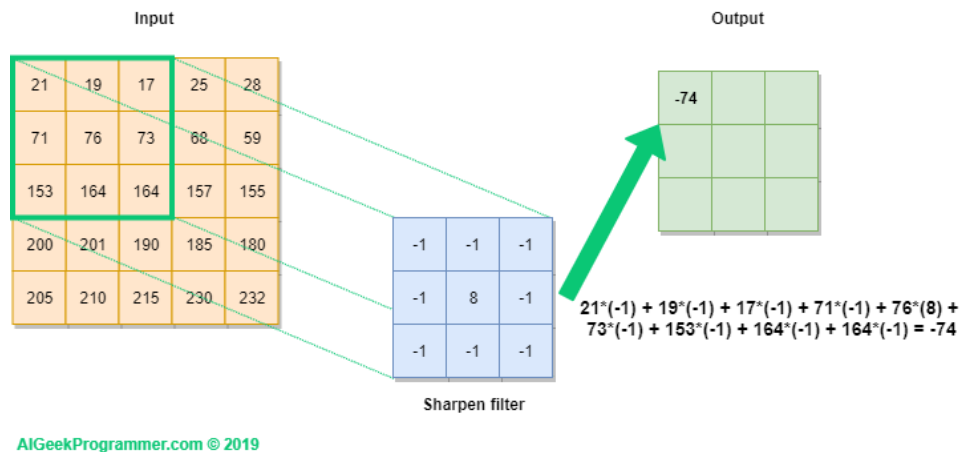 Input
Output
21 19 17 25 28
71 76 73 68 59
153 164 164 157 155
200 201 190 185 180
205 210 215 230 232
-74
-1 -1 -1
-1 8 -1
-1 -1 -1
21*(-1) + 19*(-1) + 17*(-1) + 71*(-1) + 76*(8) +
73*(-1) + 153*(-1) + 164*(-1) + 164*(-1) = -74
Sharpen filter
AIGeekProgrammer.com © 2019